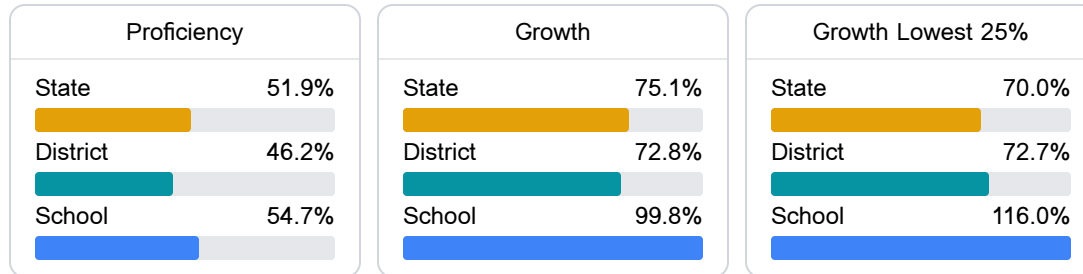 Proficiency
State 51.9%
District 46.2%
School 54.7%
Growth
State 75.1%
District 72.8%
School 99.8%
Growth Lowest 25%
State 70.0%
District 72.7%
School 116.0%